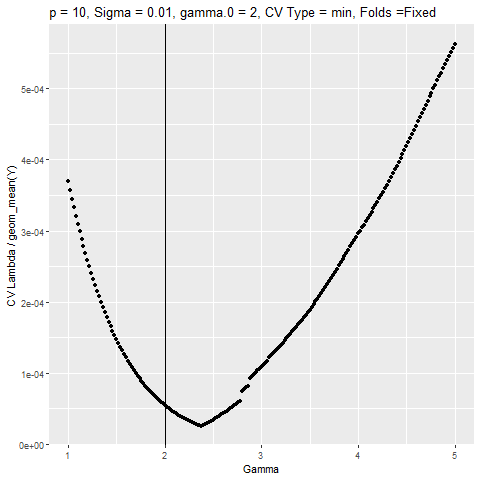 p = 10, Sigma = 0.01, gamma.0 = 2, CV Type = min, Folds =Fixed
CV Lambda / geom_mean(Y)
5e-04
4e-04
3e-04
2e-04
1e-04
0e+00
1
2
3
4
5
Gamma